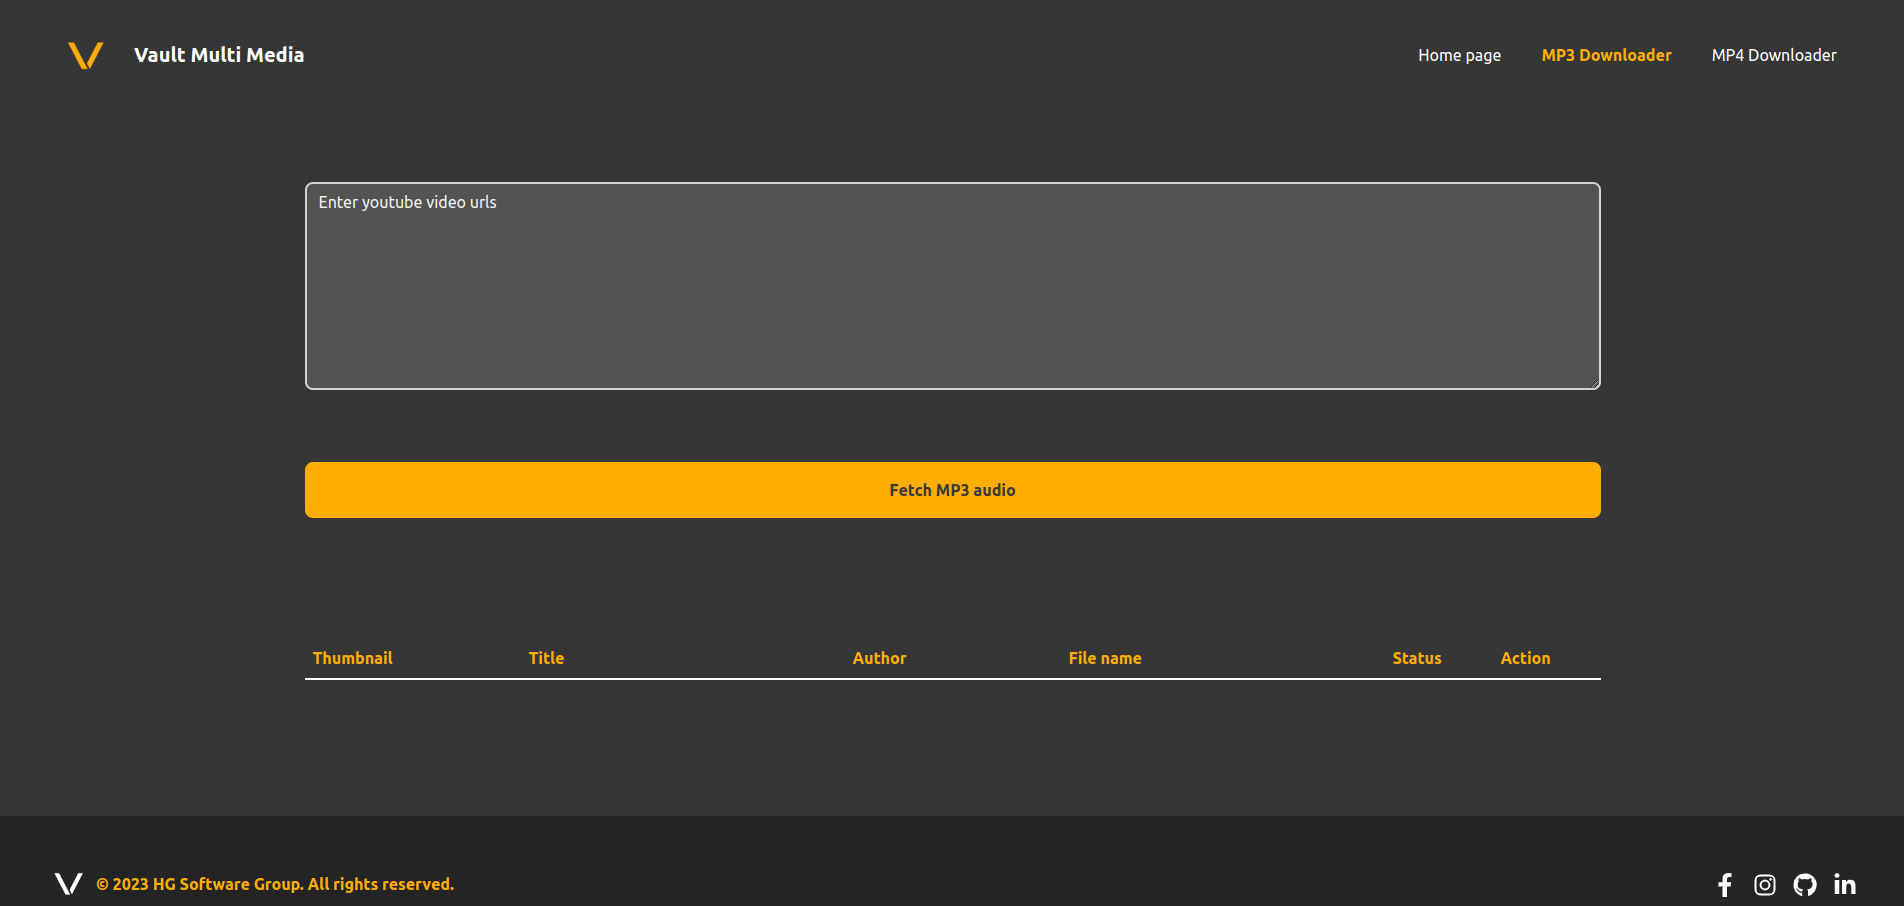 Vault Multi Media
Home page
MP3 Downloader
MP4 Downloader
Enter youtube video urls
Fetch MP3 audio
Thumbnail
Title
Author
File name
Status
Action
© 2023 HG Software Group. All rights reserved.